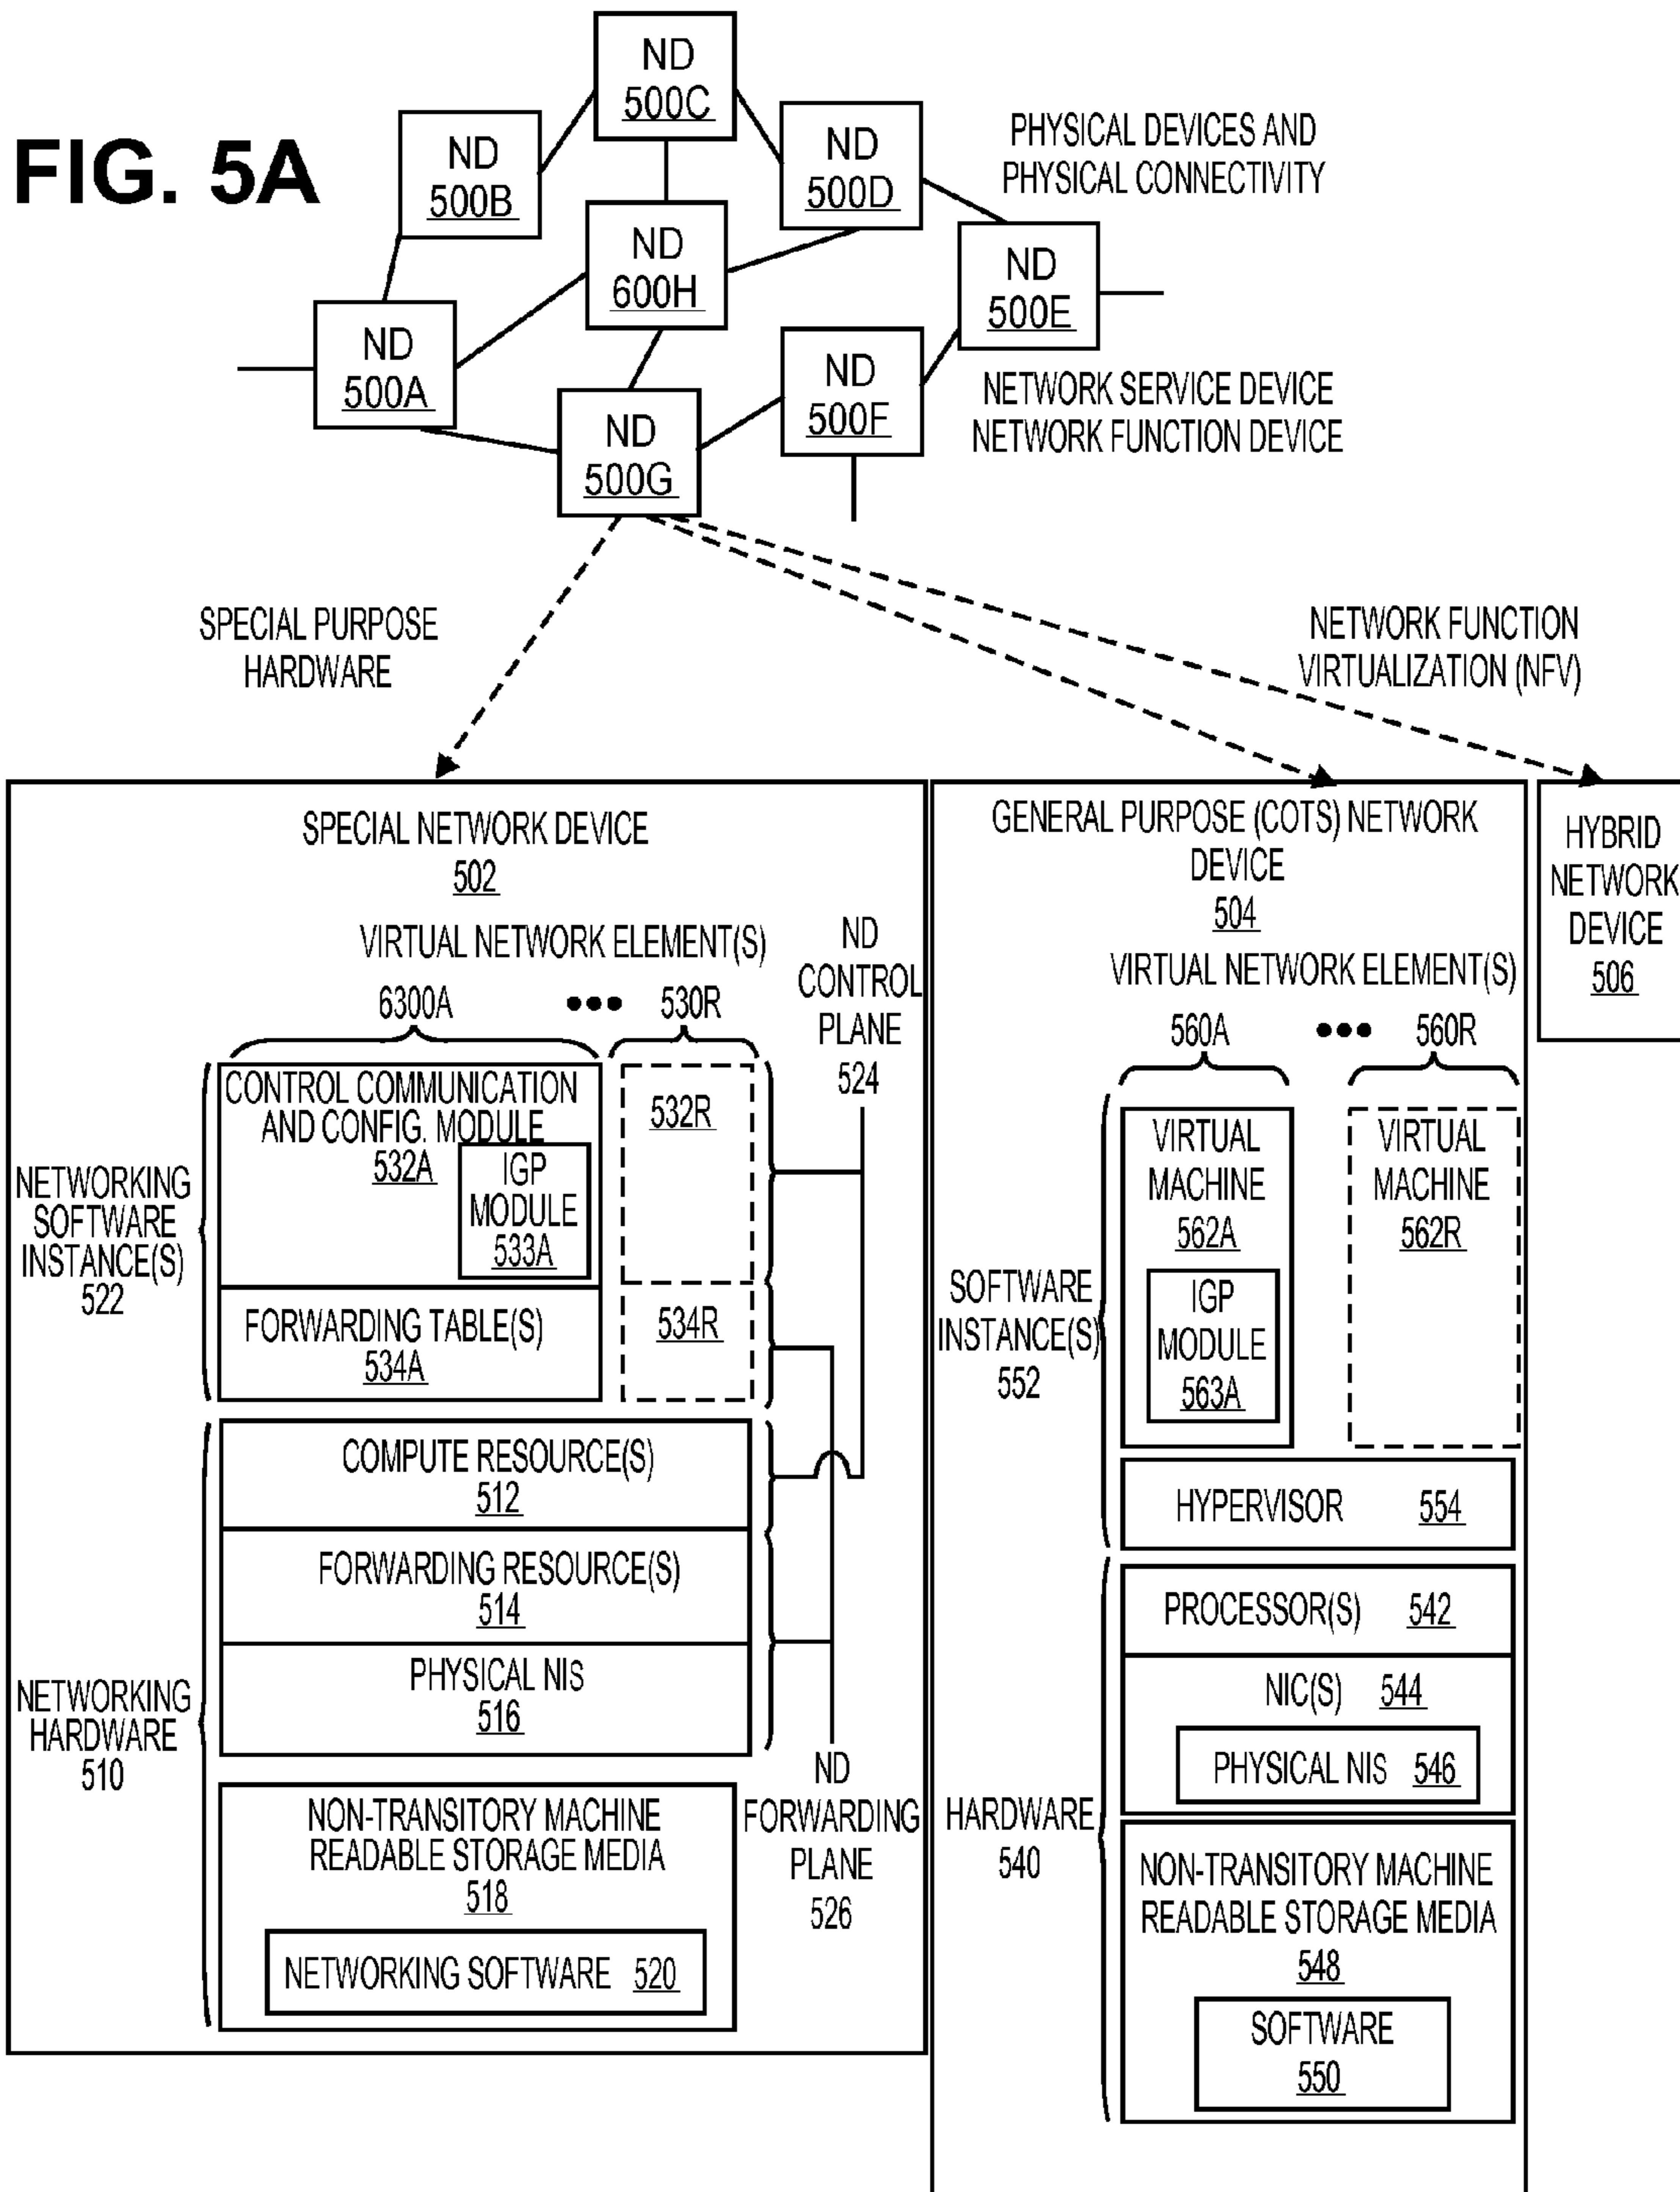 FIG. 5A
ND
500C
ND
500B
ND
500D
PHYSICAL DEVICES AND
PHYSICAL CONNECTIVITY
ND
600H
ND
500E
ND
500A
ND
500F
NETWORK SERVICE DEVICE
NETWORK FUNCTION DEVICE
ND
500G
SPECIAL PURPOSE
HARDWARE
NETWORK FUNCTION
VIRTUALIZATION (NFV)
SPECIAL NETWORK DEVICE
502
VIRTUAL NETWORK ELEMENT(S)
6300A ••• 530R
ND
CONTROL
PLANE
524
NETWORKING
SOFTWARE
INSTANCE(S)
522
CONTROL COMMUNICATION
AND CONFIG. MODULE
532A
IGP
MODULE
533A
532R
FORWARDING TABLE(S)
534A
534R
NETWORKING
HARDWARE
510
COMPUTE RESOURCE(S)
512
FORWARDING RESOURCE(S)
514
PHYSICAL NIS
516
ND
FORWARDING
PLANE
526
NON-TRANSITORY MACHINE
READABLE STORAGE MEDIA
518
NETWORKING SOFTWARE 520
GENERAL PURPOSE (COTS) NETWORK
DEVICE
504
VIRTUAL NETWORK ELEMENT(S)
560A ••• 560R
SOFTWARE
INSTANCE(S)
552
VIRTUAL
MACHINE
562A
IGP
MODULE
563A
VIRTUAL
MACHINE
562R
HYPERVISOR 554
HARDWARE
540
PROCESSOR(S) 542
NIC(S) 544
PHYSICAL NIS 546
NON-TRANSITORY MACHINE
READABLE STORAGE MEDIA
548
SOFTWARE
550
HYBRID
NETWORK
DEVICE
506